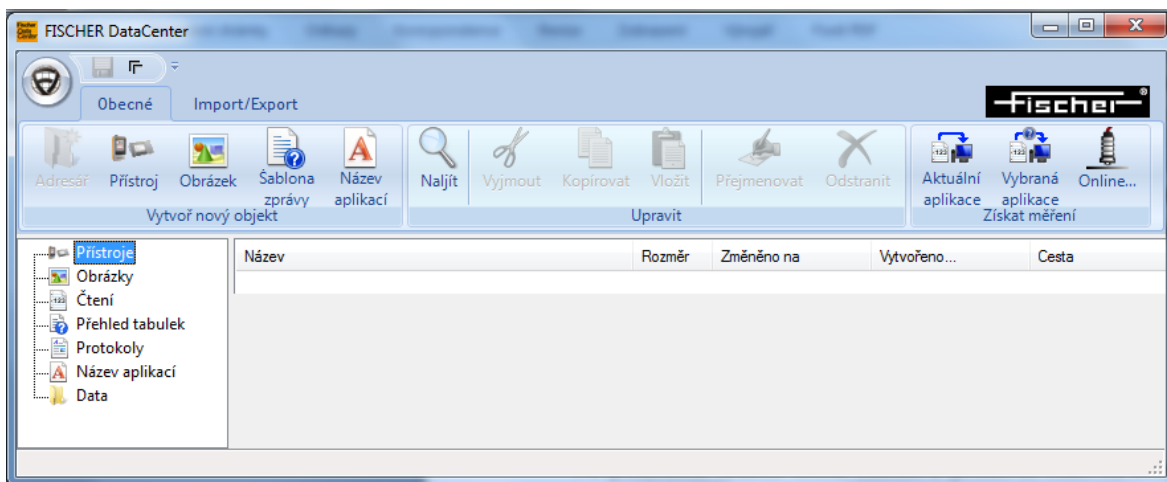 FISCHER DataCenter
Obecné Import/Export
Fischer®
Adresář Přístroj Obrázek Šablona zprávy Název aplikací
Naljít Vyjmout Kopírovat Vložit Přejmenovat Odstranit
Aktuální aplikace Vybraná aplikace Online...
Vytvoř nový objekt Upravit Získat měření
Název Rozměr Změněno na Vytvořeno... Cesta
Přístroje
Obrázky
Čtení
Přehled tabulek
Protokoly
Název aplikací
Data